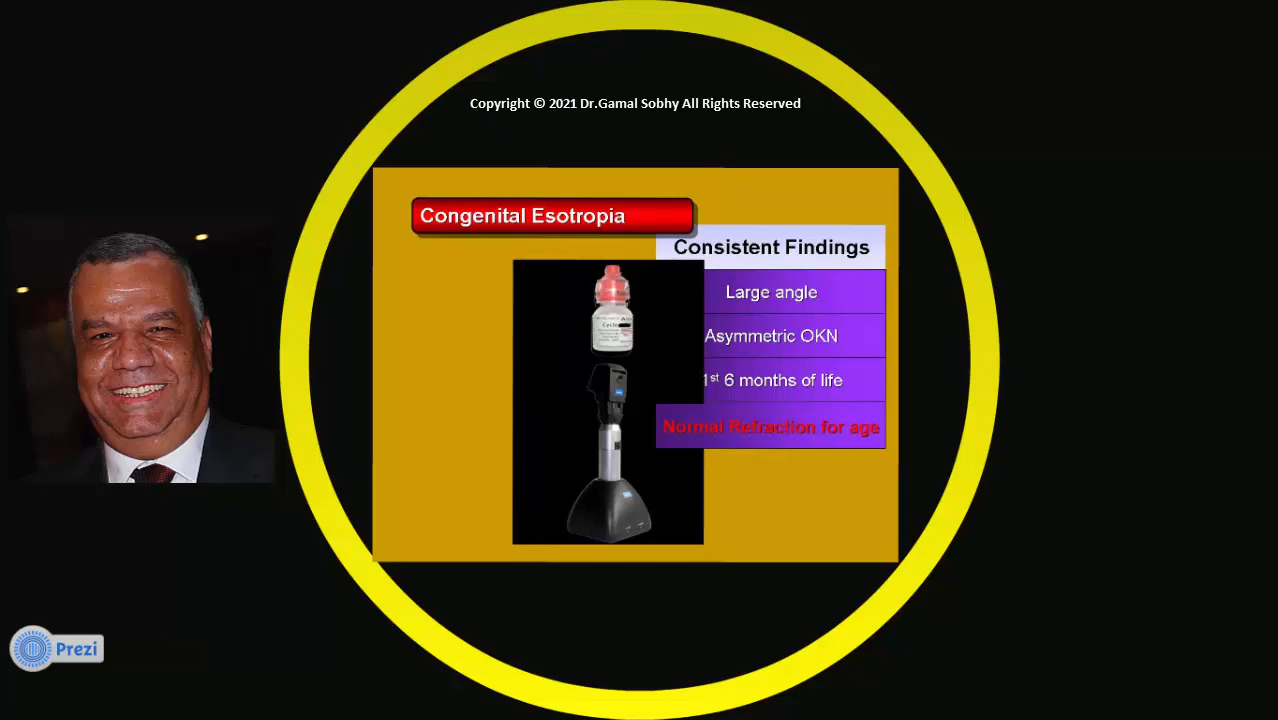 Copyright © 2021 Dr.Gamal Sobhy All Rights Reserved
Congenital Esotropia
Consistent Findings
Large angle
Asymmetric OKN
1st 6 months of life
Normal Refraction for age
Prezi